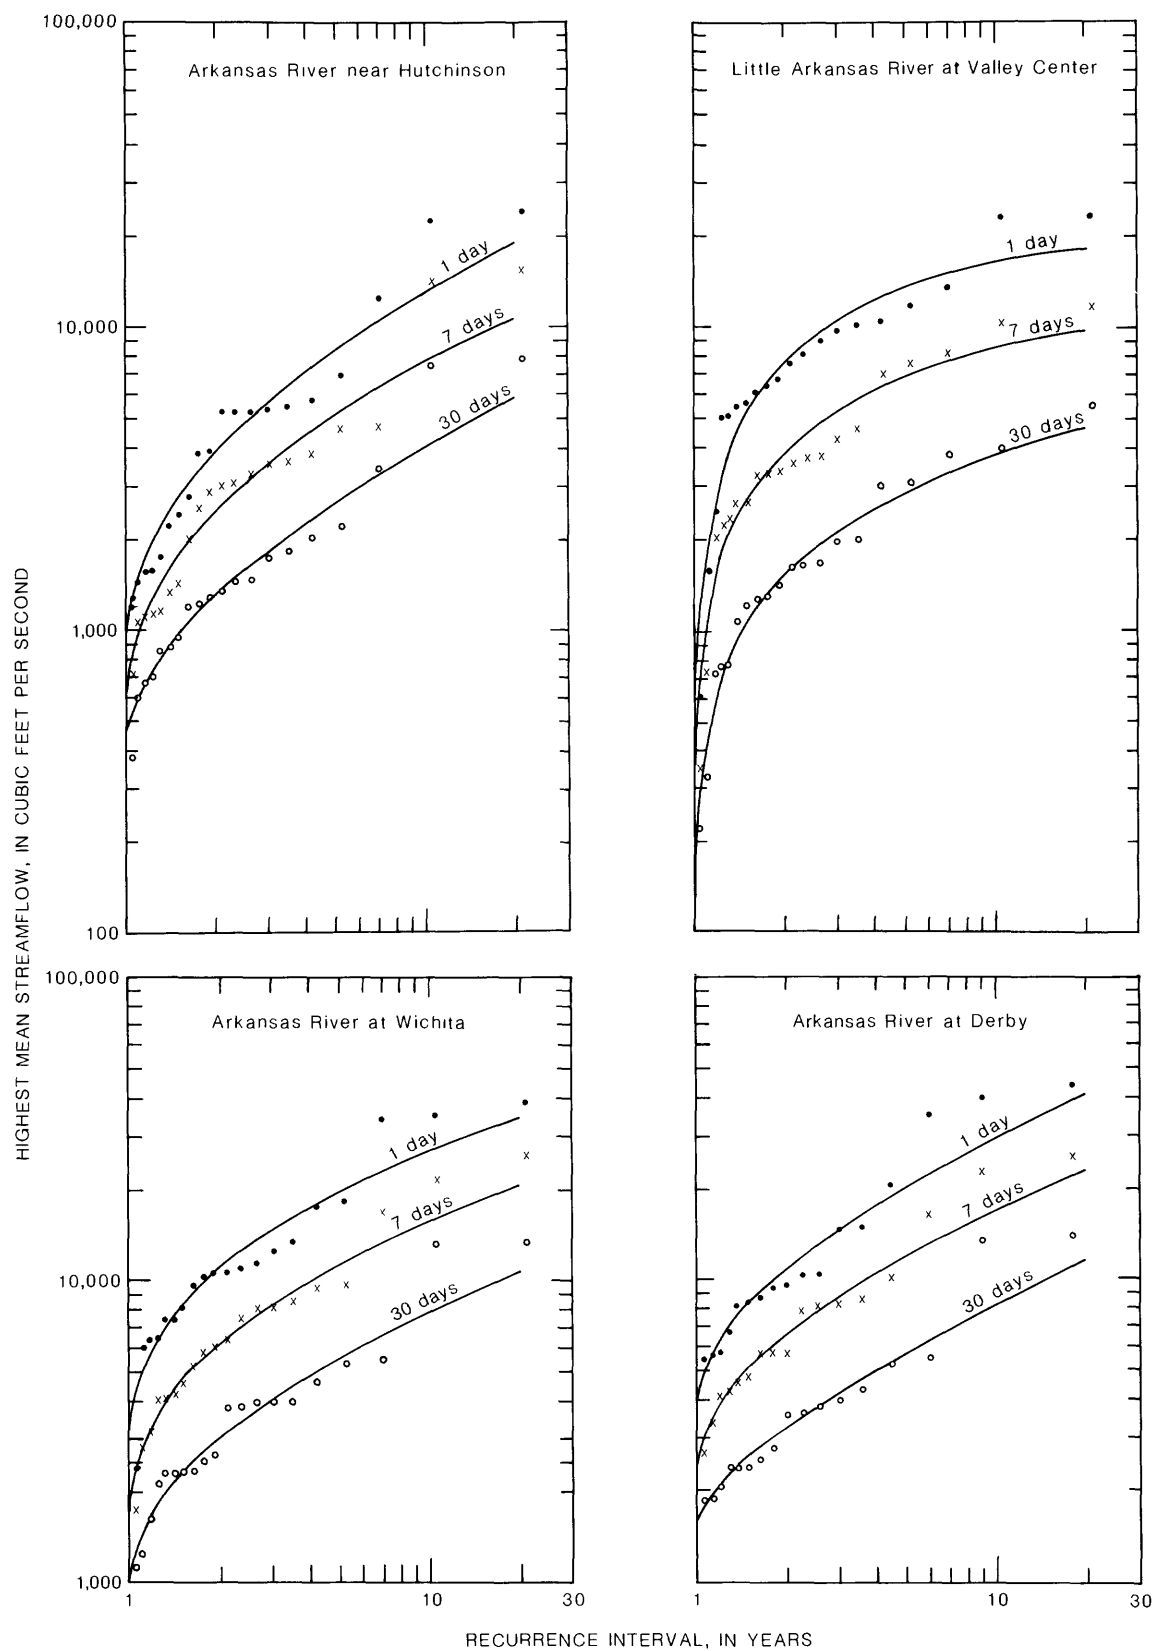 100,000
Arkansas River near Hutchinson
Little Arkansas River at Valley Center
1 day
1 day
10,000
7 days
7 days
30 days
30 days
1,000
100
HIGHEST MEAN STREAMFLOW, IN CUBIC FEET PER SECOND
100,000
Arkansas River at Wichita
Arkansas River at Derby
1 day
1 day
7 days
7 days
10,000
30 days
30 days
1,000
1
10
30
1
10
30
RECURRENCE INTERVAL, IN YEARS